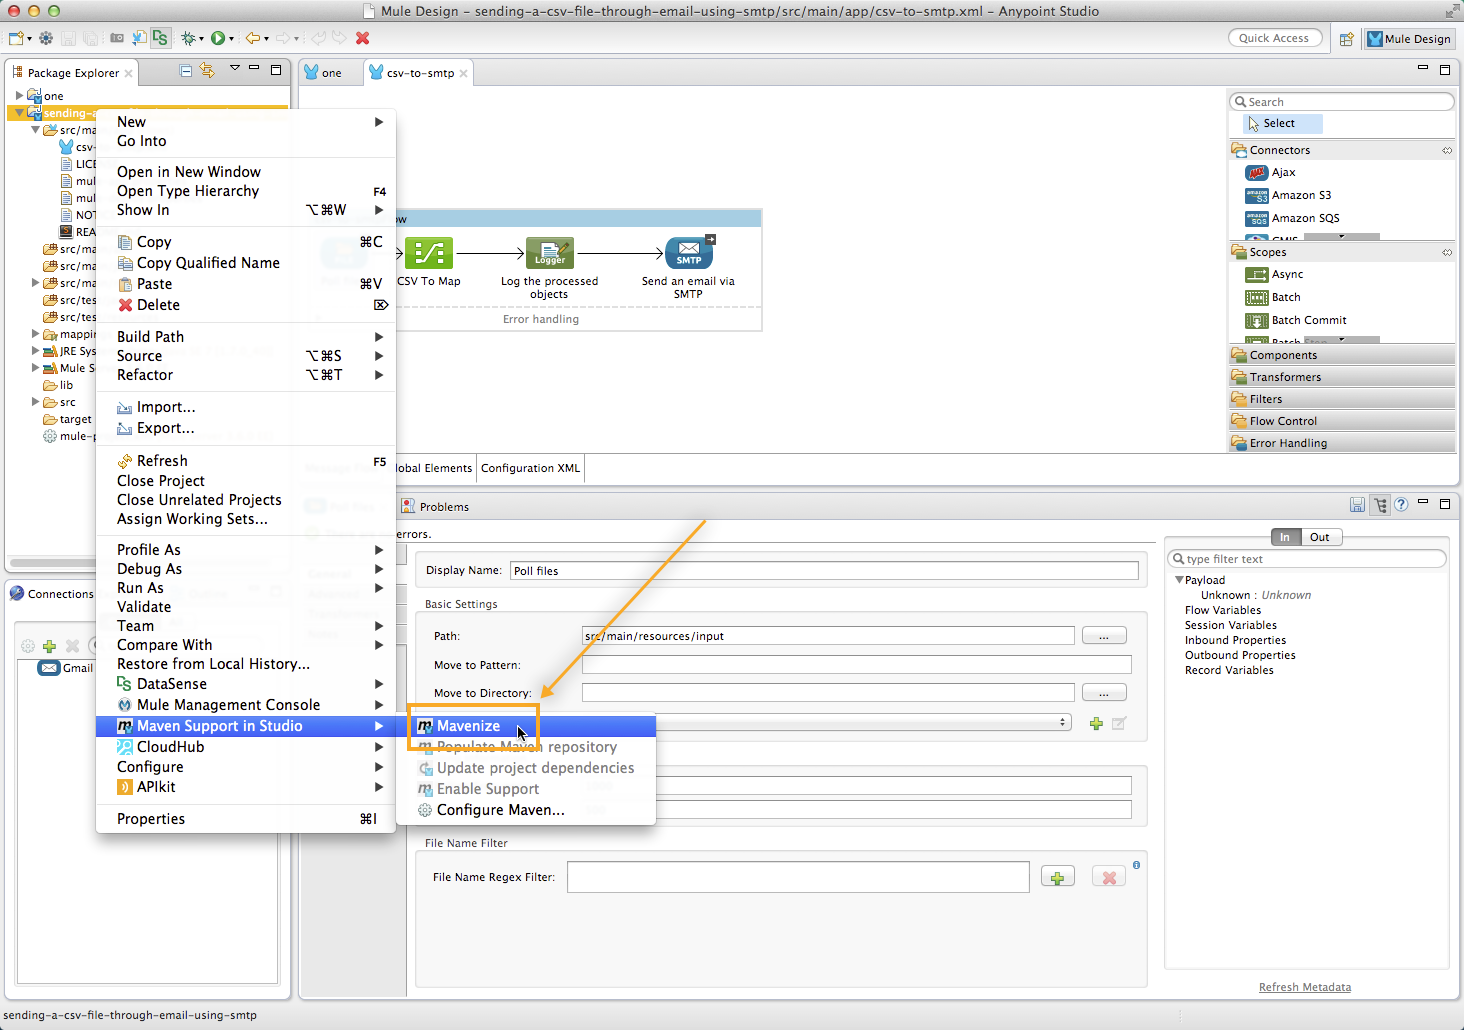 Mule Design – sending-a-csv-file-through-email-using-smtp/src/main/app/csv-to-smtp.xml – Anypoint Studio
Quick Access
Mule Design
Package Explorer
one
csv-to-smtp
one
sending-a
src/ma
csv-
LICE
mul
mul
NOT
REA
src/ma
src/ma
src/ma
src/tes
src/tes
mapping
JRE Sys
Mule S
lib
src
target
mule-p
New
Go Into
Open in New Window
Open Type Hierarchy F4
Show In ⌥⌘W
Copy ⌘C
Copy Qualified Name
Paste ⌘V
Delete ⌦
Build Path
Source ⌥⌘S
Refactor ⌥⌘T
Import...
Export...
Refresh F5
Close Project
Close Unrelated Projects
Assign Working Sets...
Profile As
Debug As
Run As
Validate
Team
Compare With
Restore from Local History...
DataSense
Mule Management Console
Maven Support in Studio
CloudHub
Configure
APIkit
Properties ⌘I
Mavenize
Populate Maven repository
Update project dependencies
Enable Support
Configure Maven...
ow
Logger
SMTP
CSV To Map
Log the processed
objects
Send an email via
SMTP
Error handling
Search
Select
Connectors
Ajax
amazon S3
Amazon S3
amazon SQS
Amazon SQS
CMIS
Scopes
Async
Batch
Batch Commit
Batch Step
Components
Transformers
Filters
Flow Control
Error Handling
lobal Elements
Configuration XML
Problems
errors.
Display Name: Poll files
Basic Settings
Path: src/main/resources/input ...
Move to Pattern:
Move to Directory: ...
File Name Filter
File Name Regex Filter:
In Out
type filter text
Payload
Unknown : Unknown
Flow Variables
Session Variables
Inbound Properties
Outbound Properties
Record Variables
Refresh Metadata
Connections
Gmail
sending-a-csv-file-through-email-using-smtp